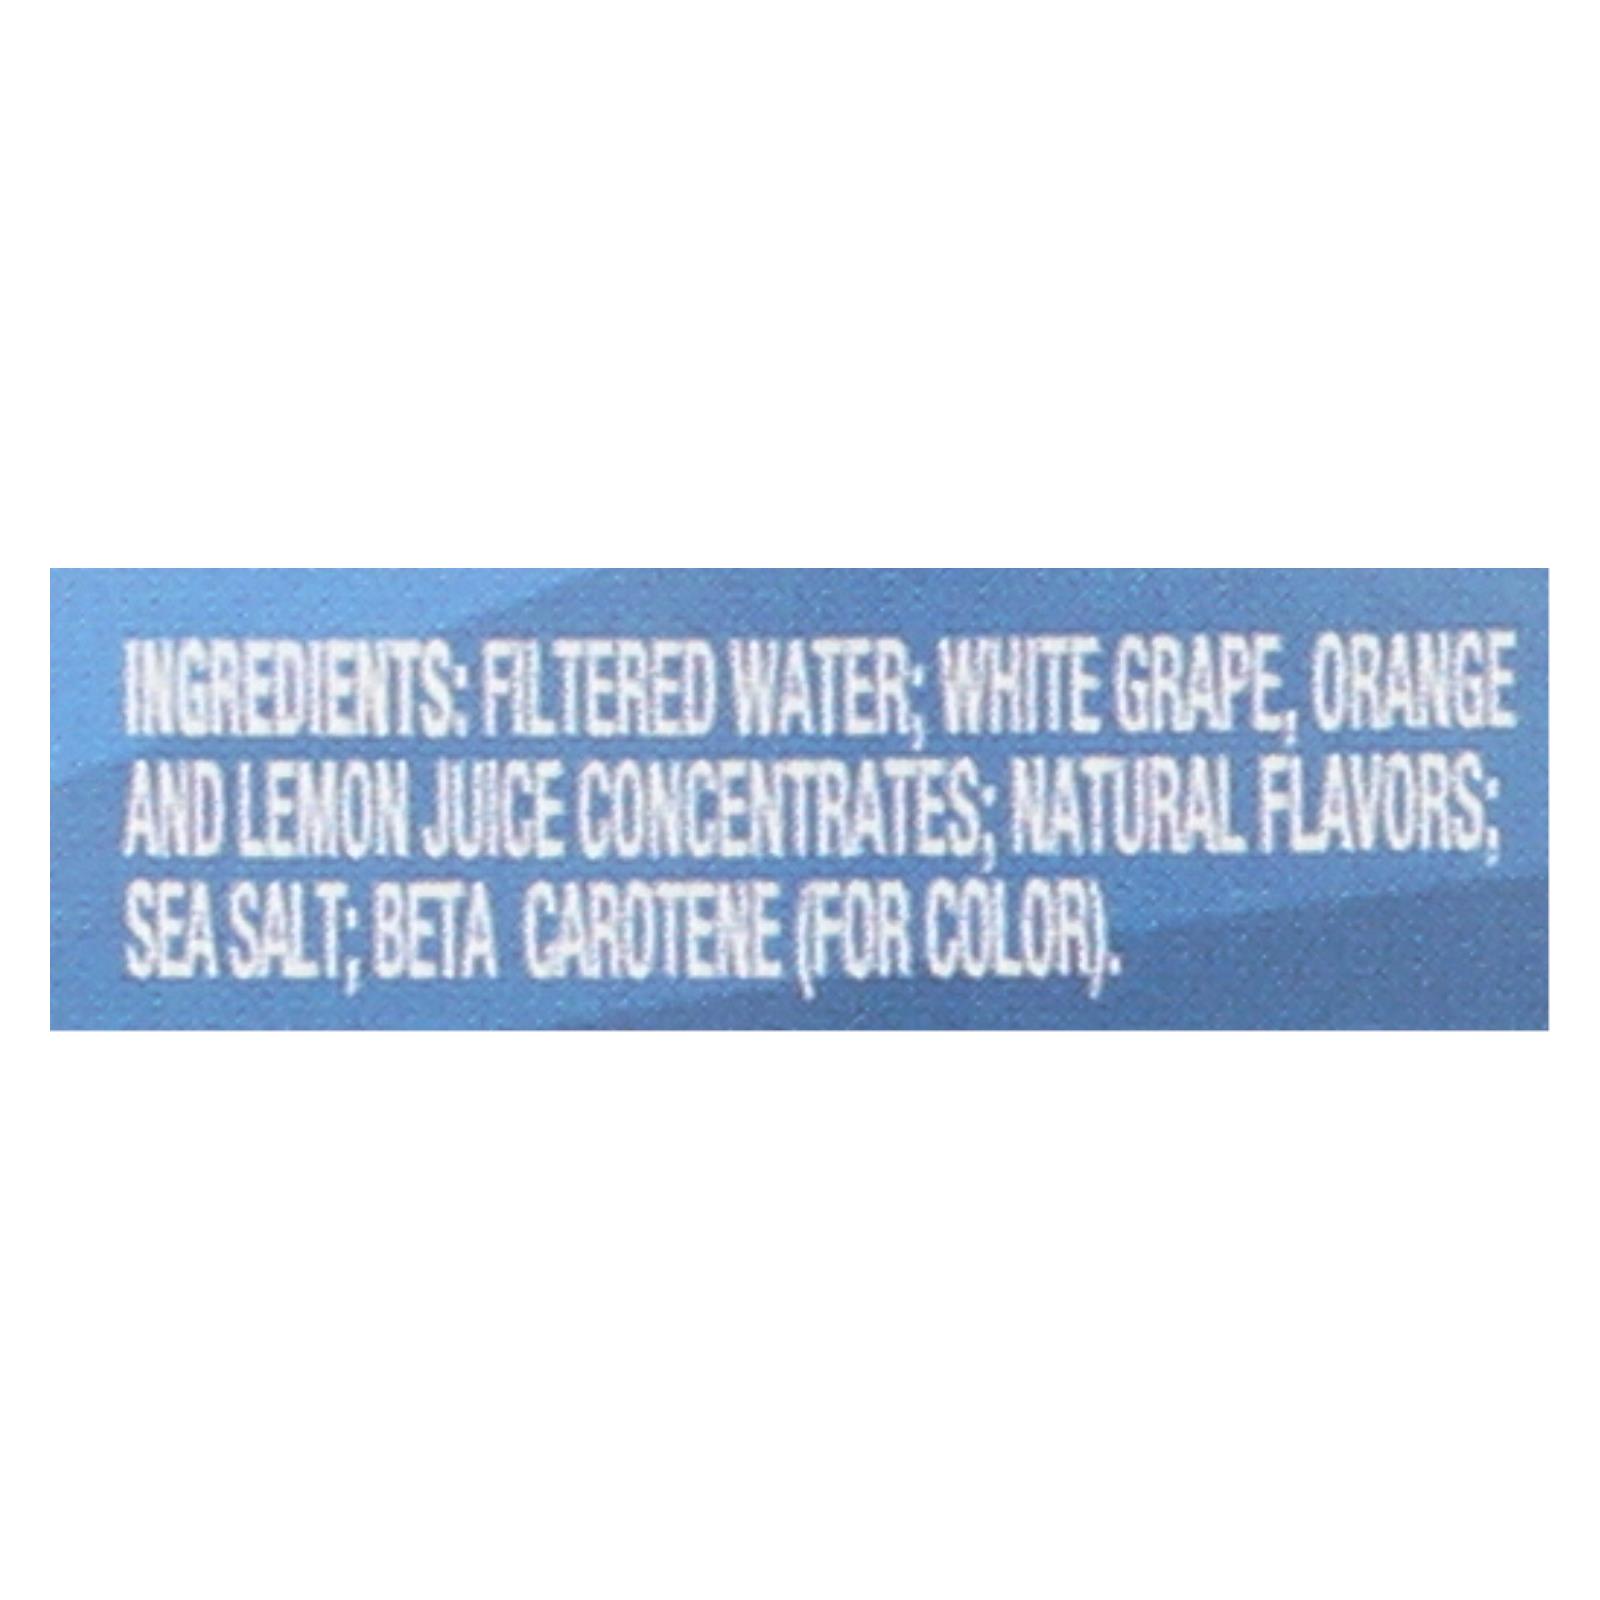 INGREDIENTS: FILTERED WATER; WHITE GRAPE, ORANGE
AND LEMON JUICE CONCENTRATES; NATURAL FLAVORS;
SEA SALT; BETA CAROTENE (FOR COLOR).